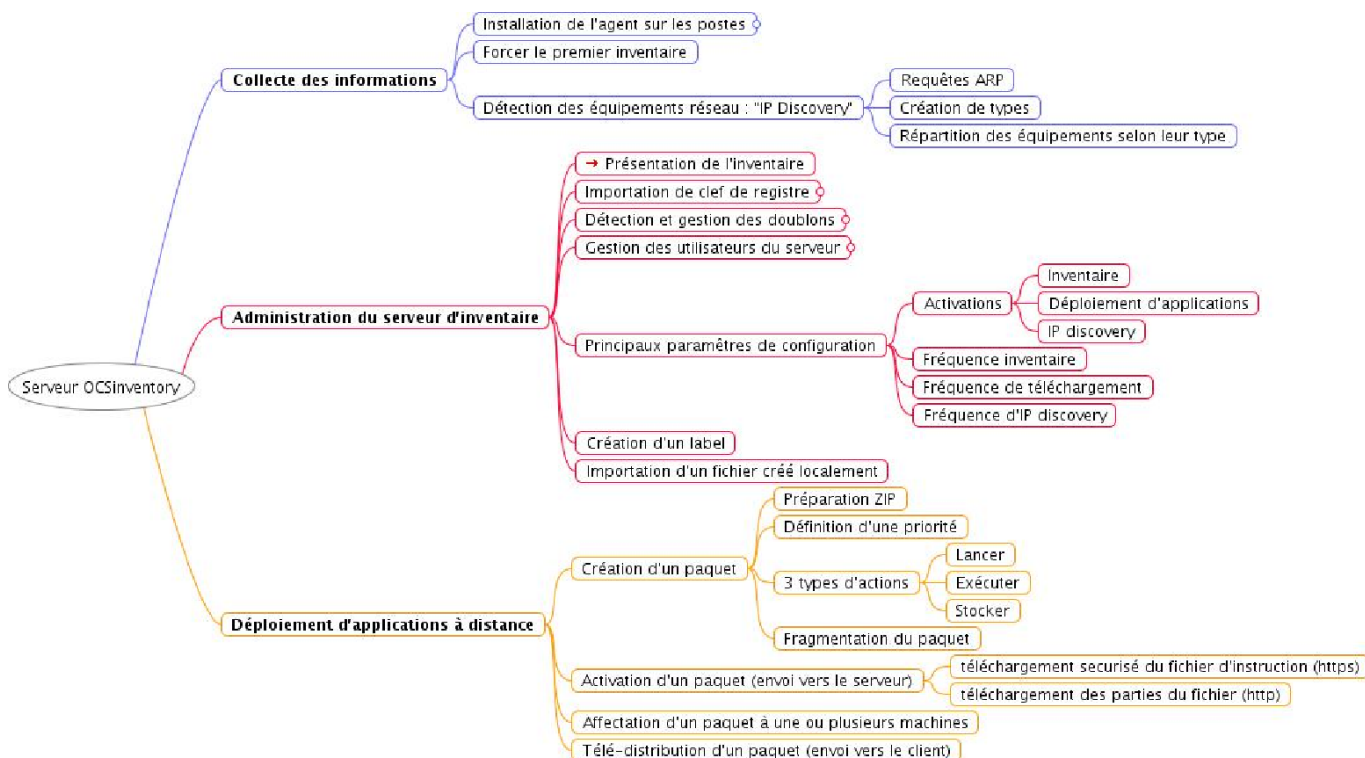 Serveur OCSinventory
Collecte des informations
Installation de l'agent sur les postes
Forcer le premier inventaire
Détection des équipements réseau : "IP Discovery"
Requêtes ARP
Création de types
Répartition des équipements selon leur type
Administration du serveur d'inventaire
→ Présentation de l'inventaire
Importation de clef de registre
Détection et gestion des doublons
Gestion des utilisateurs du serveur
Principaux paramètres de configuration
Activations
Inventaire
Déploiement d'applications
IP discovery
Fréquence inventaire
Fréquence de téléchargement
Fréquence d'IP discovery
Création d'un label
Importation d'un fichier créé localement
Déploiement d'applications à distance
Création d'un paquet
Préparation ZIP
Définition d'une priorité
3 types d'actions
Lancer
Exécuter
Stocker
Fragmentation du paquet
Activation d'un paquet (envoi vers le serveur)
téléchargement securisé du fichier d'instruction (https)
téléchargement des parties du fichier (http)
Affectation d'un paquet à une ou plusieurs machines
Télé-distribution d'un paquet (envoi vers le client)